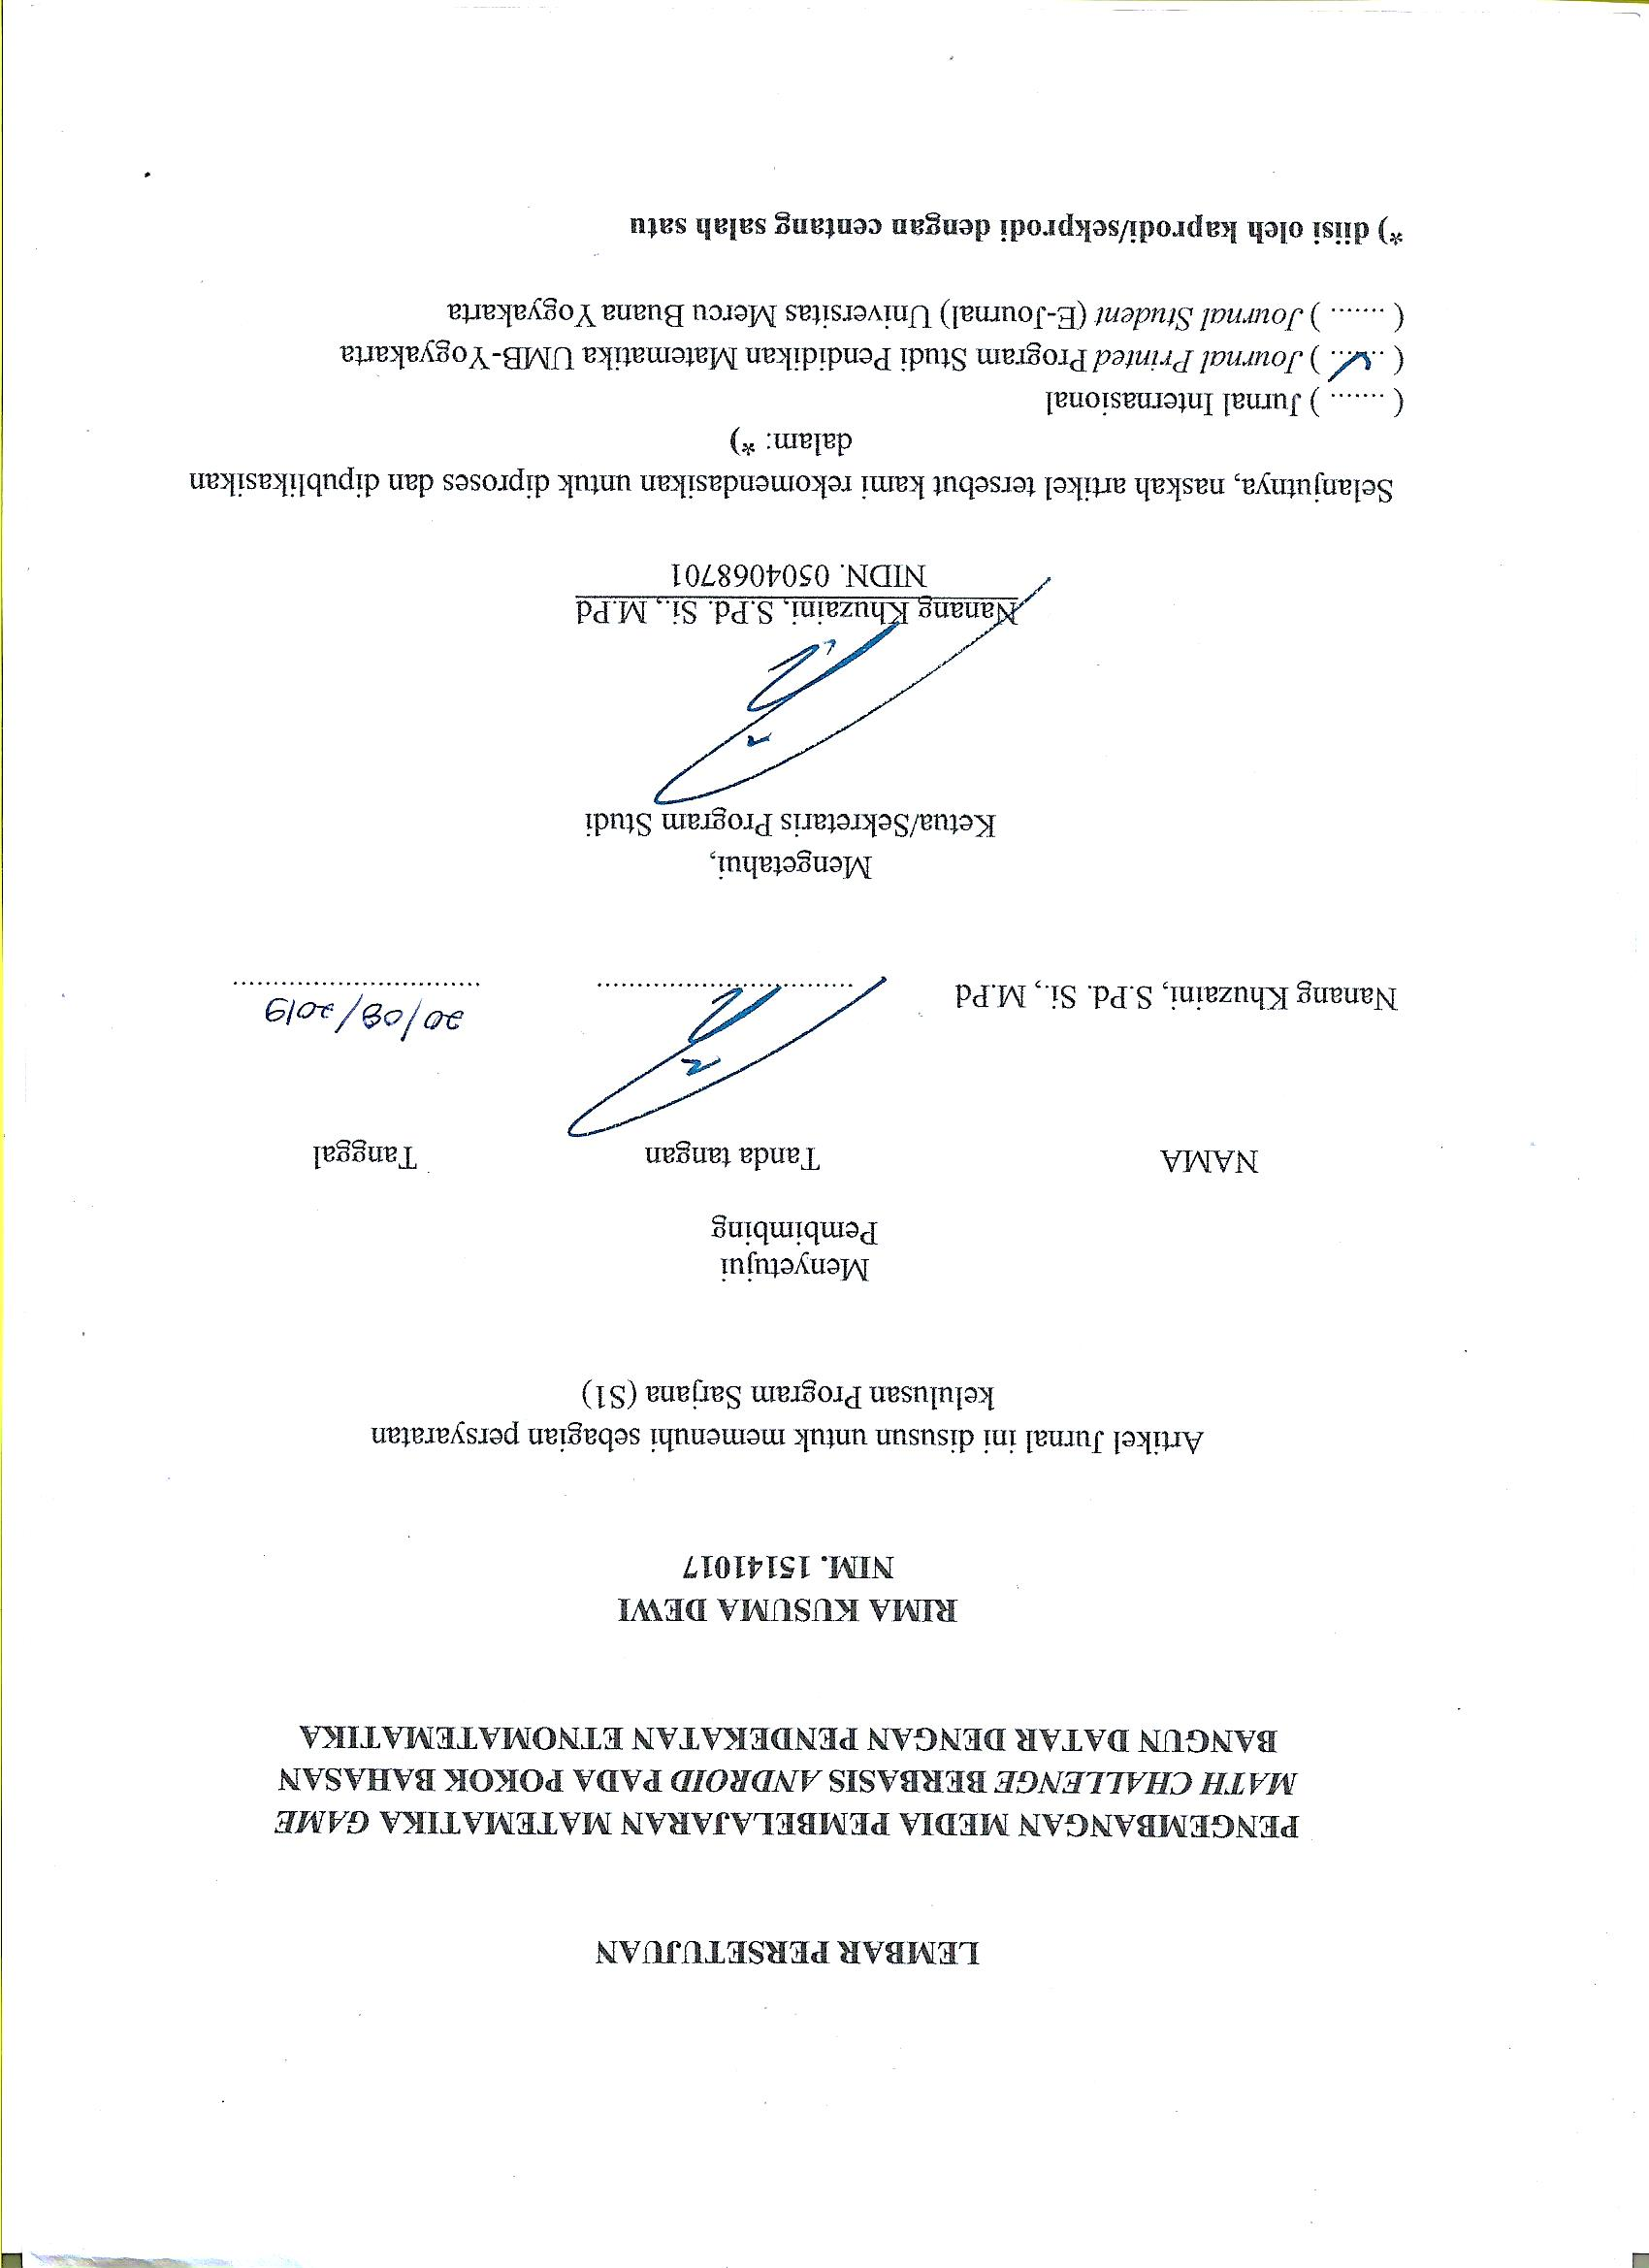 LEMBAR PERSETUJUAN
PENGEMBANGAN MEDIA PEMBELAJARAN MATEMATIKA GAME
MATH CHALLENGE BERBASIS ANDROID PADA POKOK BAHASAN
BANGUN DATAR DENGAN PENDEKATAN ETNOMATEMATIKA
RIMA KUSUMA DEWI
NIM. 15141017
Artikel Jurnal ini disusun untuk memenuhi sebagian persyaratan
kelulusan Program Sarjana (S1)
Menyetujui
Pembimbing
NAMA Tanda tangan Tanggal
Nanang Khuzaini, S.Pd. Si., M.Pd .............................. 20/08/2019
Mengetahui,
Ketua/Sekretaris Program Studi
Nanang Khuzaini, S.Pd. Si., M.Pd
NIDN. 0504068701
Selanjutnya, naskah artikel tersebut kami rekomendasikan untuk diproses dan dipublikasikan
dalam: *)
( ....... ) Jurnal Internasional
( ...✓... ) Journal Printed Program Studi Pendidikan Matematika UMB-Yogyakarta
( ....... ) Journal Student (E-Journal) Universitas Mercu Buana Yogyakarta
*) diisi oleh kaprodi/sekprodi dengan centang salah satu